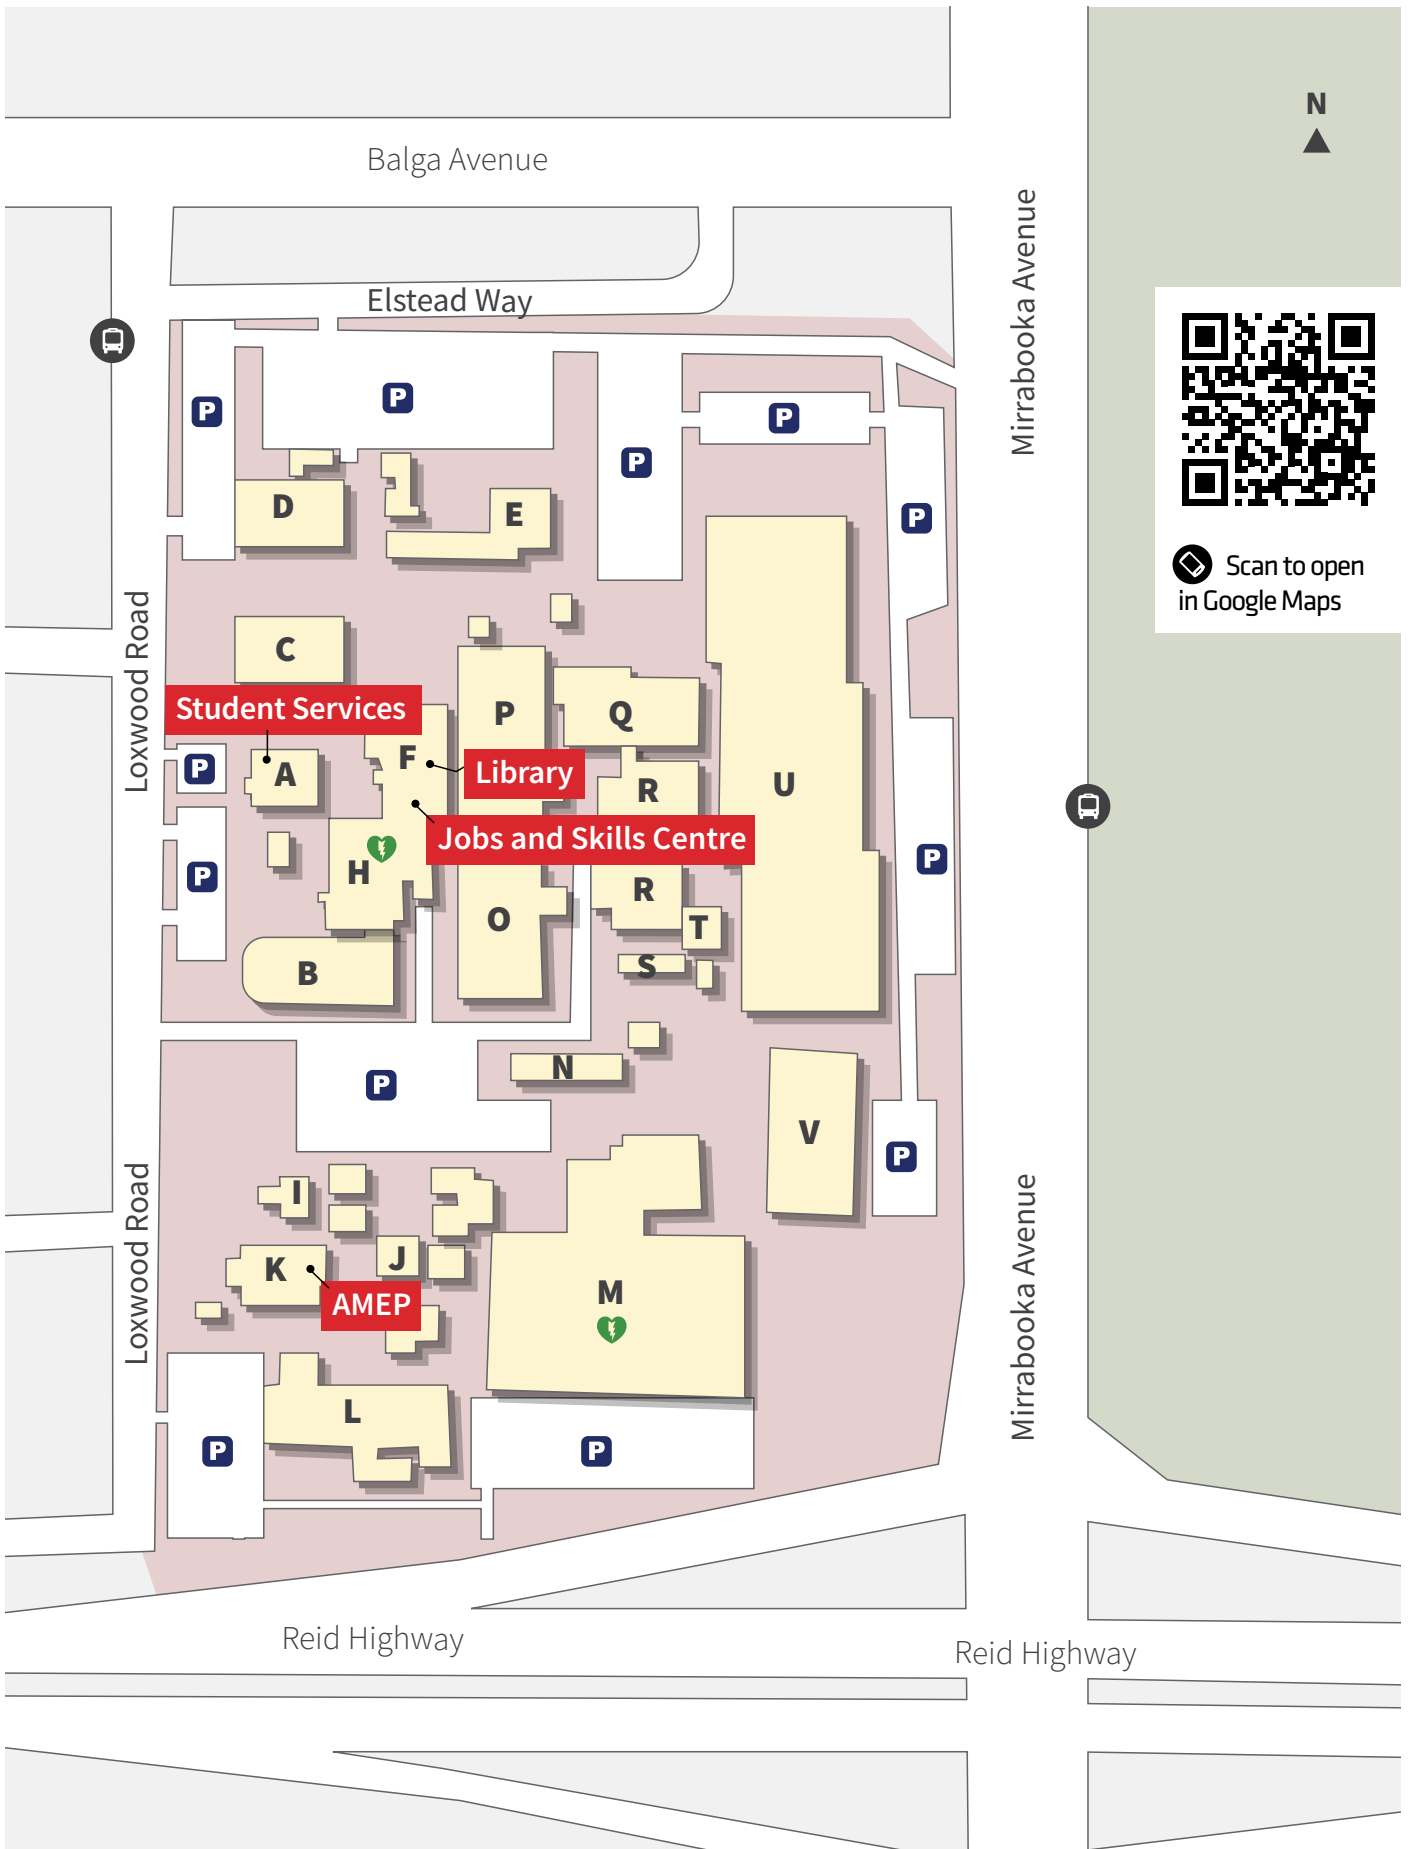 N
Balga Avenue
Mirrabooka Avenue
Elstead Way
P
P
P
P
P
D
E
Scan to open
in Google Maps
Loxwood Road
C
Student Services
P
Q
F
A
Library
P
R
U
Jobs and Skills Centre
H
P
P
R
O
T
S
B
N
P
V
P
Loxwood Road
I
J
K
AMEP
M
Mirrabooka Avenue
L
P
P
Reid Highway
Reid Highway